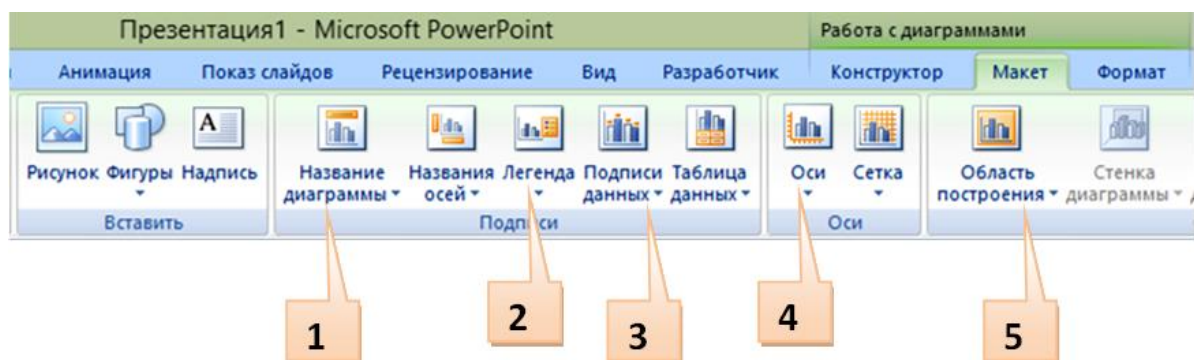 Презентация1 - Microsoft PowerPoint
Работа с диаграммами
Анимация Показ слайдов Рецензирование Вид Разработчик Конструктор Макет Формат
Рисунок Фигуры Надпись
Название диаграммы
Названия осей
Легенда
Подписи данных
Таблица данных
Оси
Сетка
Область построения
Стенка диаграммы
Вставить Подписи Оси
1 2 3 4 5